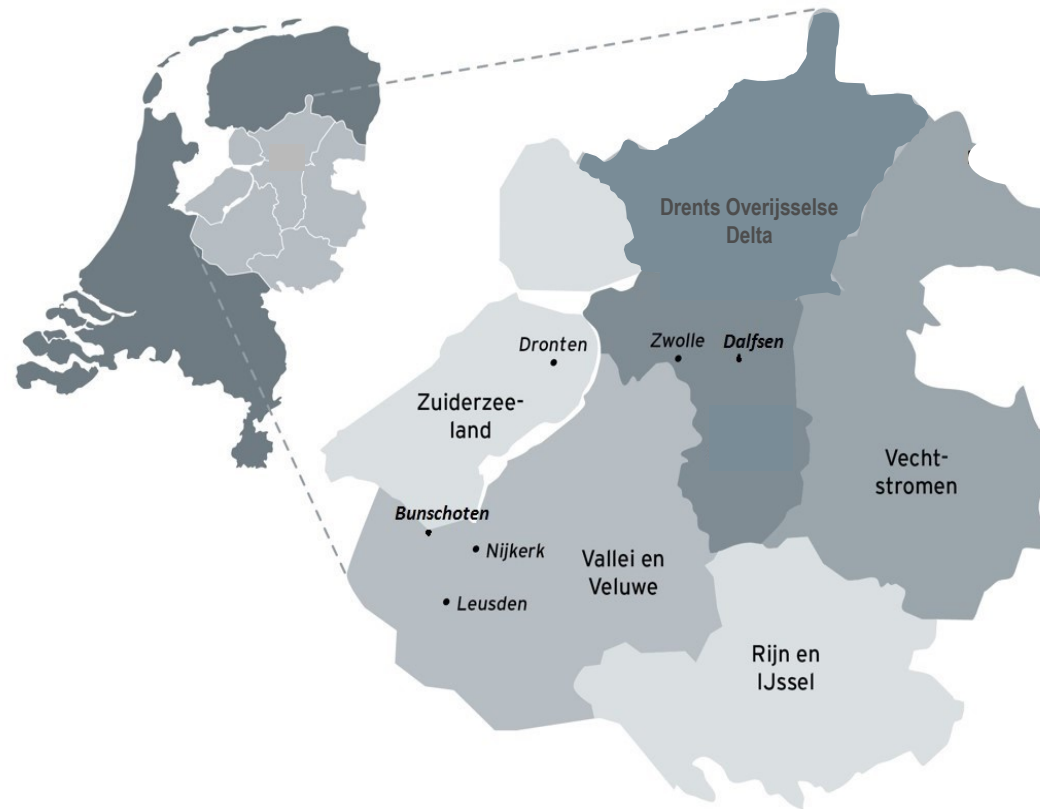 Drents Overijsselse
Delta
Dronten
Zwolle
Dalfsen
Zuiderzee-
land
Vecht-
stromen
Bunschoten
Nijkerk
Vallei en
Veluwe
Leusden
Rijn en
IJssel